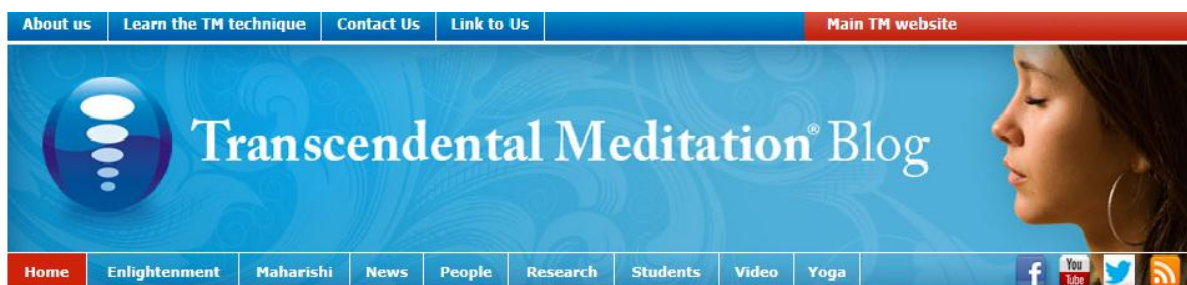 About us Learn the TM technique Contact Us Link to Us Main TM website
Transcendental Meditation® Blog
Home Enlightenment Maharishi News People Research Students Video Yoga f You Tube